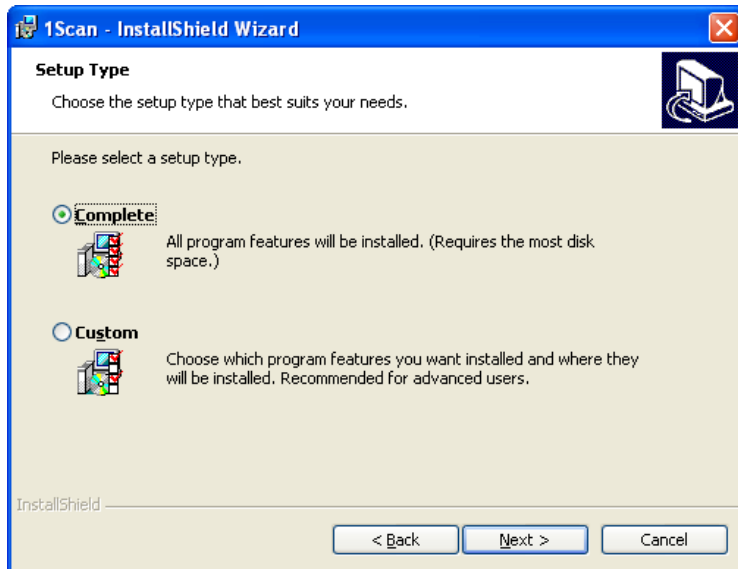 1Scan - InstallShield Wizard
Setup Type
Choose the setup type that best suits your needs.
Please select a setup type.
Complete
All program features will be installed. (Requires the most disk
space.)
Custom
Choose which program features you want installed and where they
will be installed. Recommended for advanced users.
InstallShield
< Back Next > Cancel